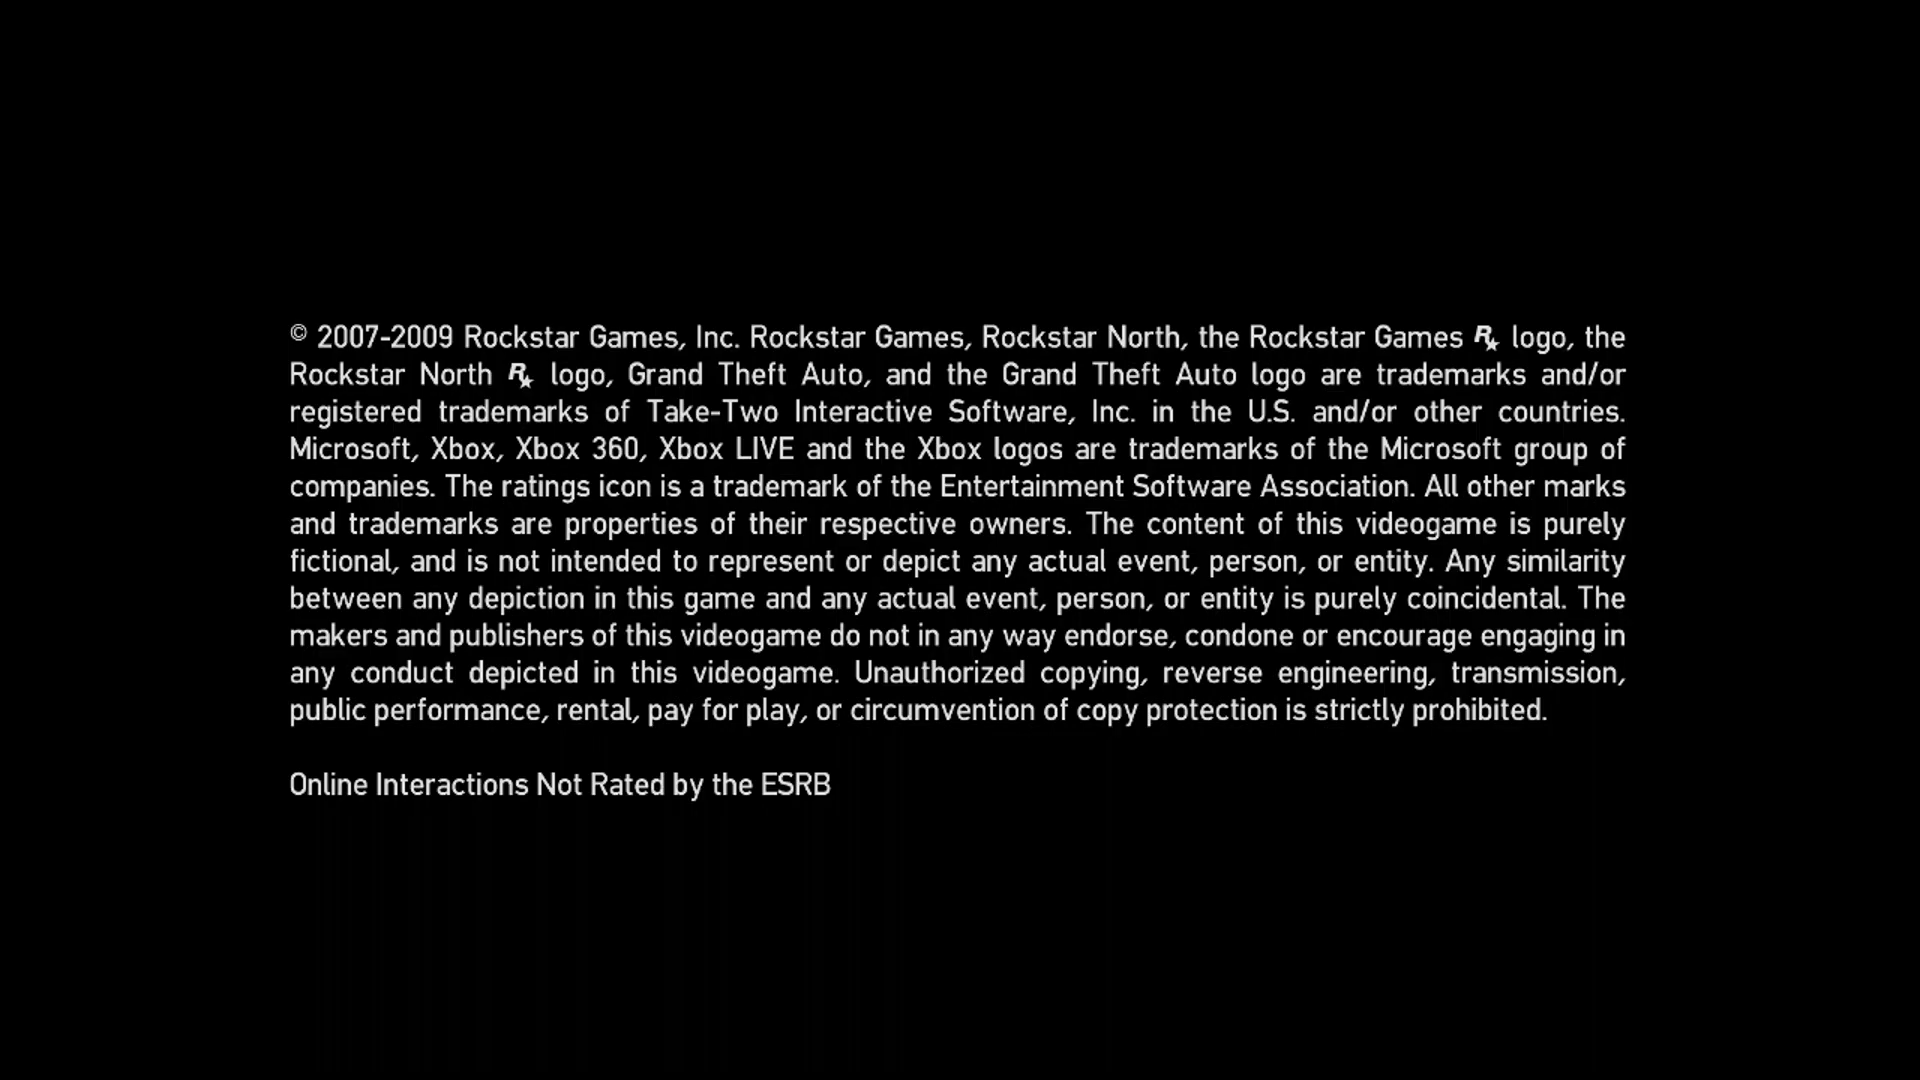 © 2007-2009 Rockstar Games, Inc. Rockstar Games, Rockstar North, the Rockstar Games R logo, the
Rockstar North R logo, Grand Theft Auto, and the Grand Theft Auto logo are trademarks and/or
registered trademarks of Take-Two Interactive Software, Inc. in the U.S. and/or other countries.
Microsoft, Xbox, Xbox 360, Xbox LIVE and the Xbox logos are trademarks of the Microsoft group of
companies. The ratings icon is a trademark of the Entertainment Software Association. All other marks
and trademarks are properties of their respective owners. The content of this videogame is purely
fictional, and is not intended to represent or depict any actual event, person, or entity. Any similarity
between any depiction in this game and any actual event, person, or entity is purely coincidental. The
makers and publishers of this videogame do not in any way endorse, condone or encourage engaging in
any conduct depicted in this videogame. Unauthorized copying, reverse engineering, transmission,
public performance, rental, pay for play, or circumvention of copy protection is strictly prohibited.
Online Interactions Not Rated by the ESRB